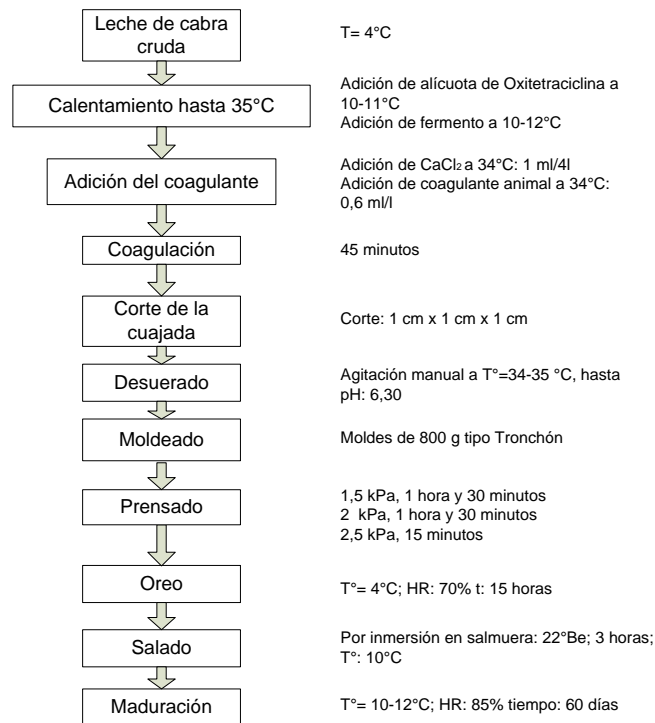 Leche de cabra
cruda
T= 4°C
Calentamiento hasta 35°C
Adición de alícuota de Oxitetraciclina a
10-11°C
Adición de fermento a 10-12°C
Adición del coagulante
Adición de CaCl₂ a 34°C: 1 ml/4l
Adición de coagulante animal a 34°C:
0,6 ml/l
Coagulación
45 minutos
Corte de la
cuajada
Corte: 1 cm x 1 cm x 1 cm
Desuerado
Agitación manual a T°=34-35 °C, hasta
pH: 6,30
Moldeado
Moldes de 800 g tipo Tronchón
Prensado
1,5 kPa, 1 hora y 30 minutos
2 kPa, 1 hora y 30 minutos
2,5 kPa, 15 minutos
Oreo
T°= 4°C; HR: 70% t: 15 horas
Salado
Por inmersión en salmuera: 22°Be; 3 horas;
T°: 10°C
Maduración
T°= 10-12°C; HR: 85% tiempo: 60 días